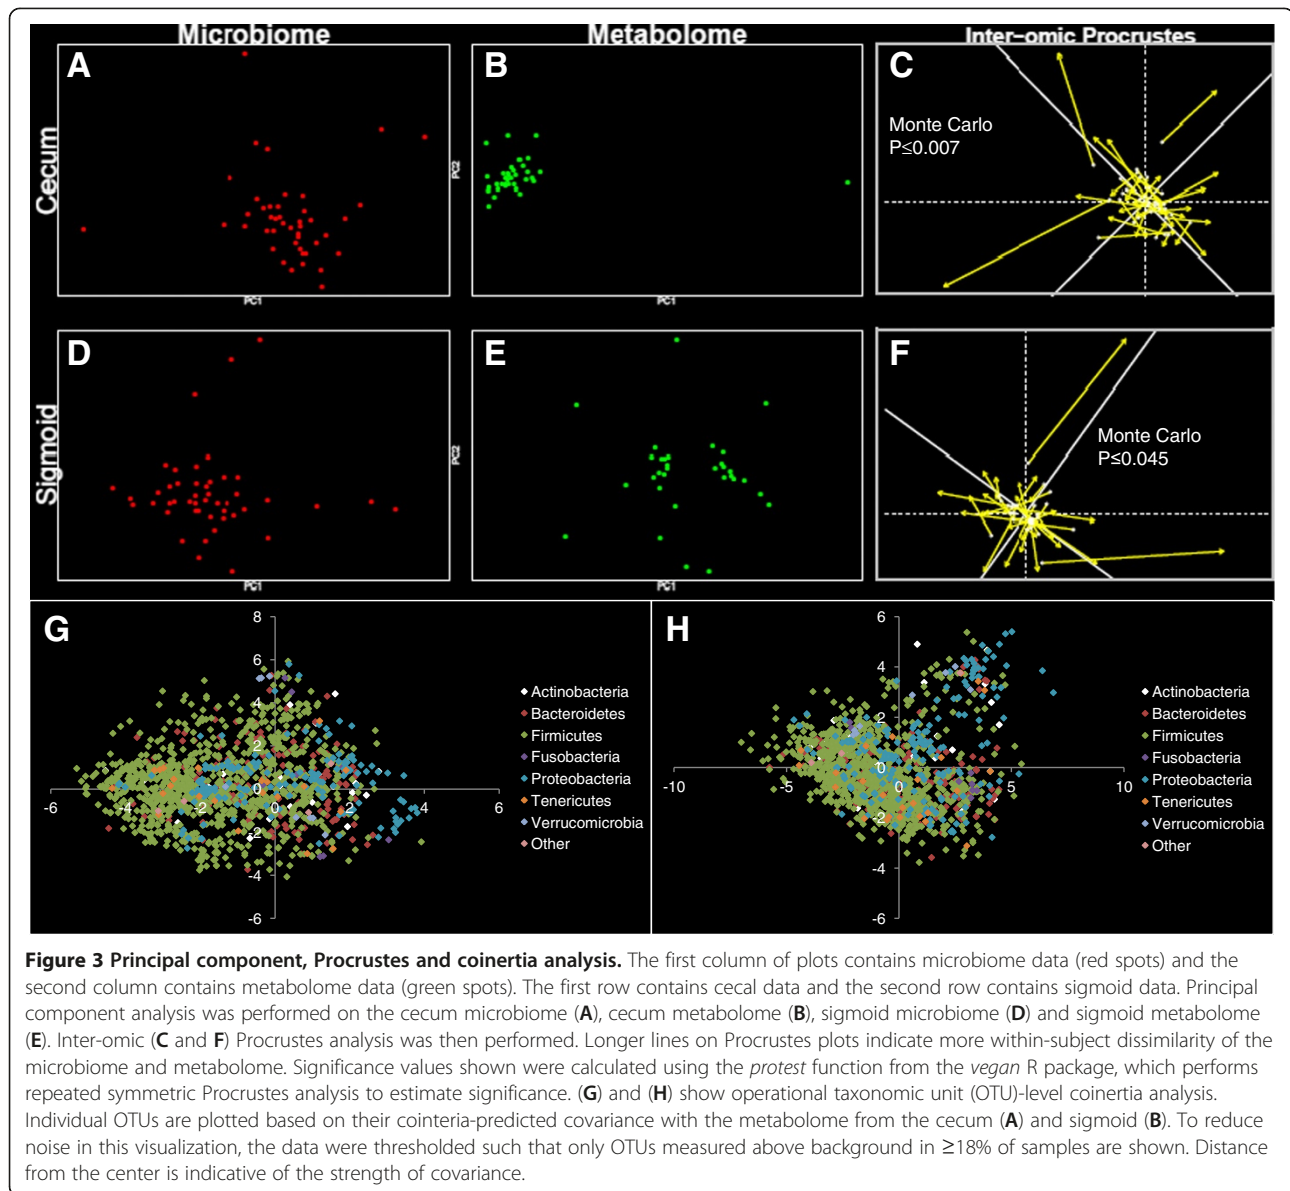 Microbiome
Metabolome
Inter-omic Procrustes
A
B
C
Cecum
Monte Carlo
P≤0.007
PC2
PC1
PC1
D
E
F
Sigmoid
Monte Carlo
P≤0.045
PC2
PC1
PC1
G
8
6
4
2
0
-2
-4
-6
-6
-4
-2
0
2
4
6
Actinobacteria
Bacteroidetes
Firmicutes
Fusobacteria
Proteobacteria
Tenericutes
Verrucomicrobia
Other
H
6
4
2
0
-2
-4
-6
-10
-5
0
5
10
Actinobacteria
Bacteroidetes
Firmicutes
Fusobacteria
Proteobacteria
Tenericutes
Verrucomicrobia
Other
Figure 3 Principal component, Procrustes and coinertia analysis. The first column of plots contains microbiome data (red spots) and the
second column contains metabolome data (green spots). The first row contains cecal data and the second row contains sigmoid data. Principal
component analysis was performed on the cecum microbiome (A), cecum metabolome (B), sigmoid microbiome (D) and sigmoid metabolome
(E). Inter-omic (C and F) Procrustes analysis was then performed. Longer lines on Procrustes plots indicate more within-subject dissimilarity of the
microbiome and metabolome. Significance values shown were calculated using the protest function from the vegan R package, which performs
repeated symmetric Procrustes analysis to estimate significance. (G) and (H) show operational taxonomic unit (OTU)-level coinertia analysis.
Individual OTUs are plotted based on their cointeria-predicted covariance with the metabolome from the cecum (A) and sigmoid (B). To reduce
noise in this visualization, the data were thresholded such that only OTUs measured above background in ≥18% of samples are shown. Distance
from the center is indicative of the strength of covariance.